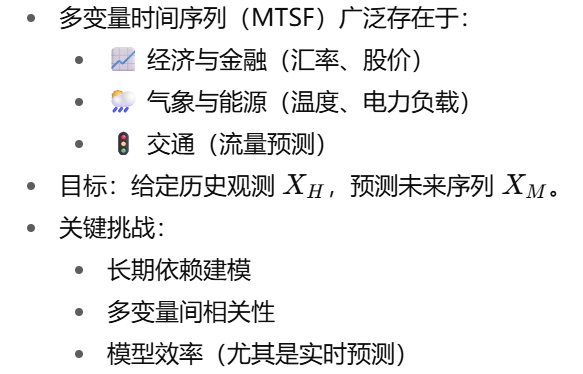 • 多变量时间序列（MTSF）广泛存在于：
• 📈 经济与金融（汇率、股价）
• 🌦️ 气象与能源（温度、电力负载）
• 🚦 交通（流量预测）
• 目标：给定历史观测 X_H，预测未来序列 X_M。
• 关键挑战：
• 长期依赖建模
• 多变量间相关性
• 模型效率（尤其是实时预测）